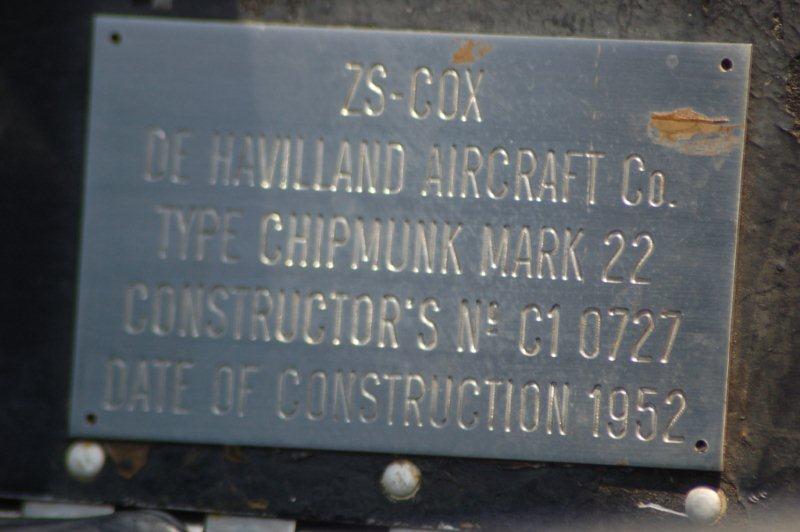 ZS-COX
DE HAVILLAND AIRCRAFT Co.
TYPE CHIPMUNK MARK 22
CONSTRUCTOR'S Nº C1 0727
DATE OF CONSTRUCTION 1952